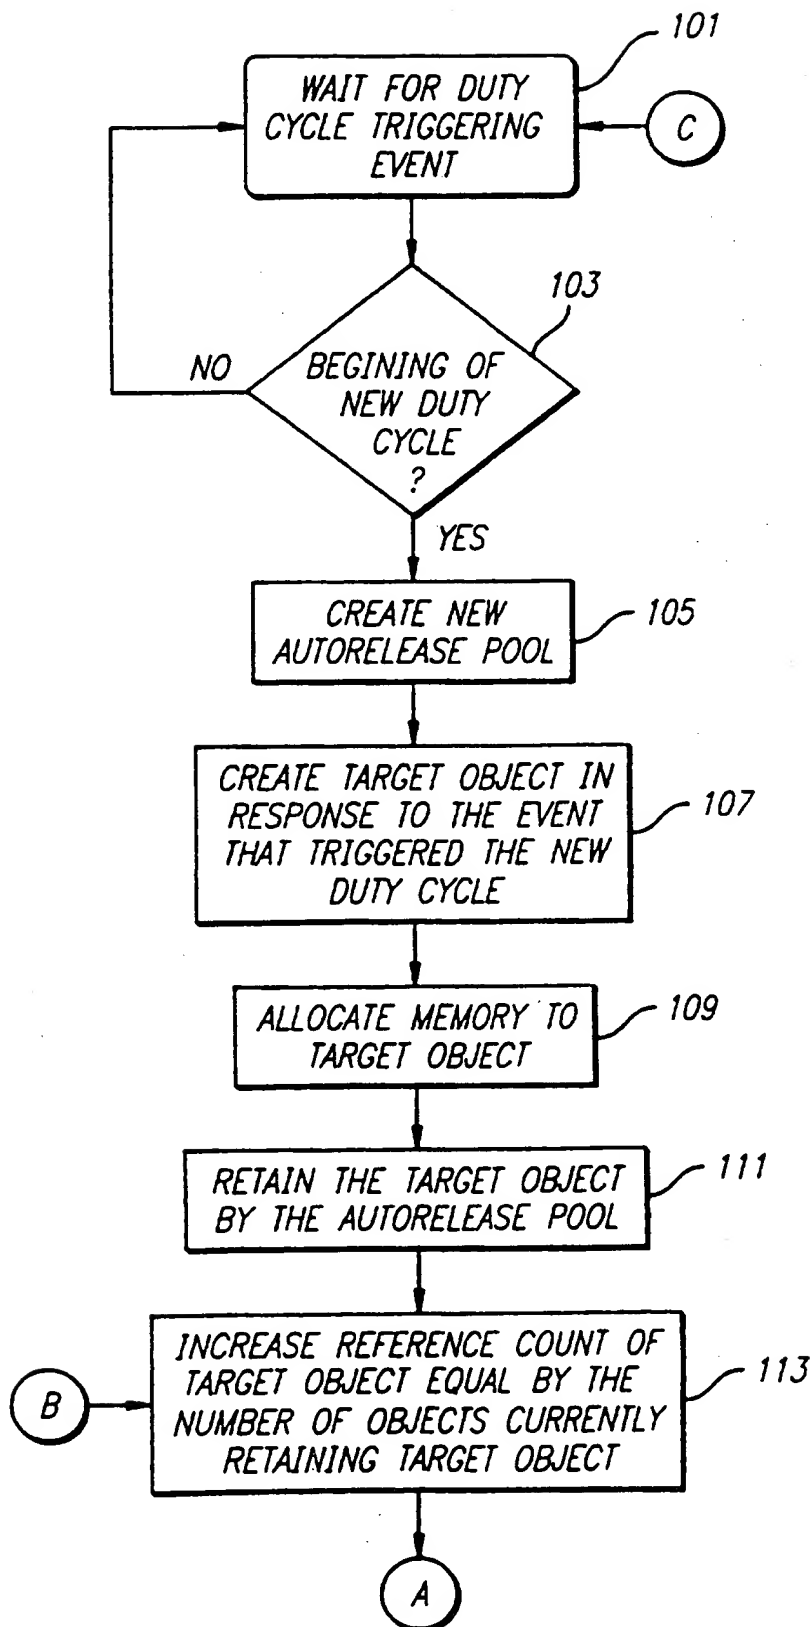 101
WAIT FOR DUTY
CYCLE TRIGGERING
EVENT
C
103
NO
BEGINING OF
NEW DUTY
CYCLE
?
YES
CREATE NEW
AUTORELEASE POOL
105
CREATE TARGET OBJECT IN
RESPONSE TO THE EVENT
THAT TRIGGERED THE NEW
DUTY CYCLE
107
ALLOCATE MEMORY TO
TARGET OBJECT
109
RETAIN THE TARGET OBJECT
BY THE AUTORELEASE POOL
111
INCREASE REFERENCE COUNT OF
TARGET OBJECT EQUAL BY THE
NUMBER OF OBJECTS CURRENTLY
RETAINING TARGET OBJECT
113
B
A